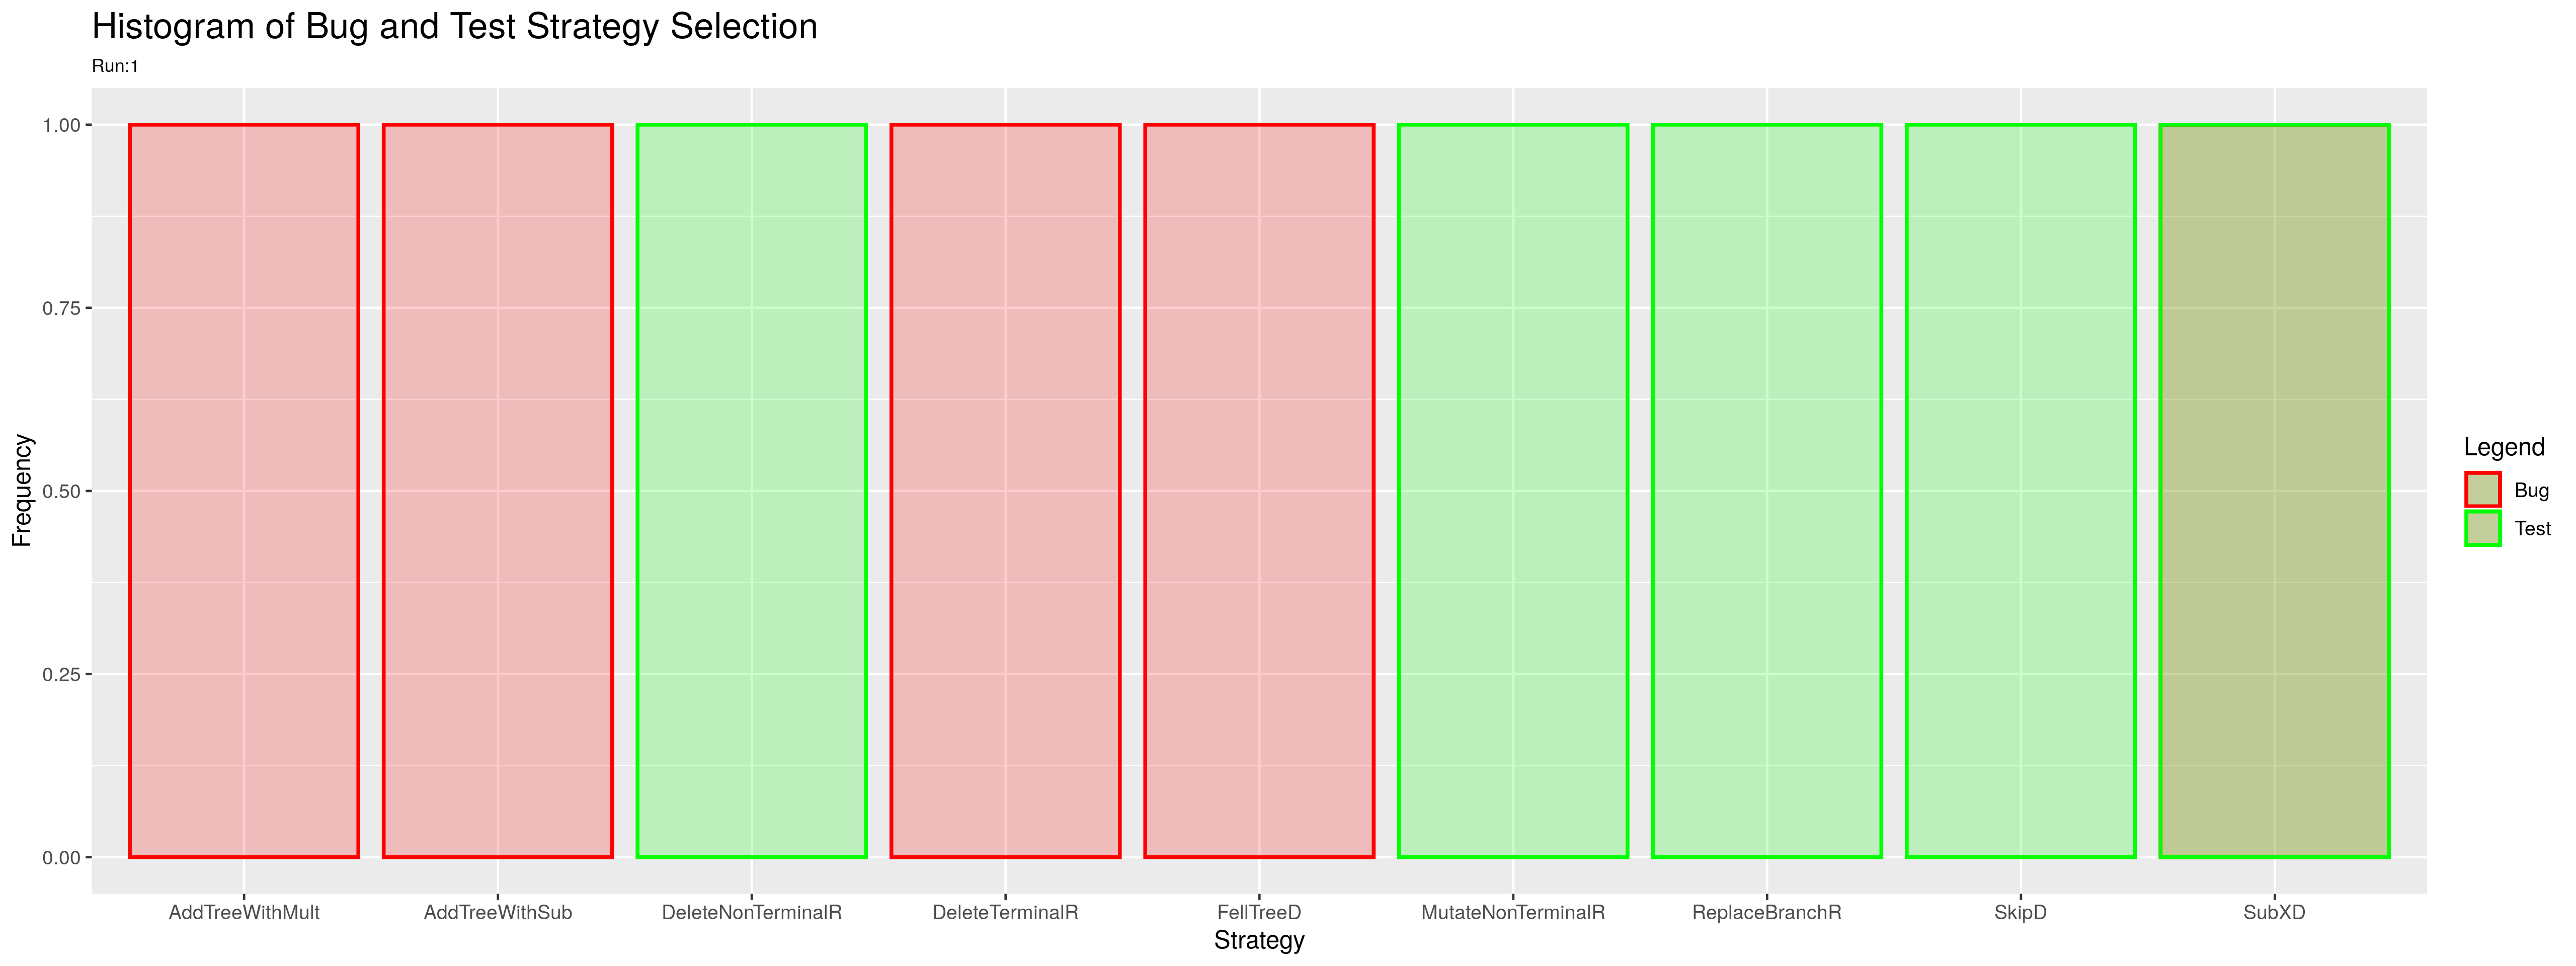 Histogram of Bug and Test Strategy Selection
Run:1
Frequency
1.00
0.75
0.50
0.25
0.00
AddTreeWithMult
AddTreeWithSub
DeleteNonTerminalR
DeleteTerminalR
FellTreeD
MutateNonTerminalR
ReplaceBranchR
SkipD
SubXD
Strategy
Legend
Bug
Test